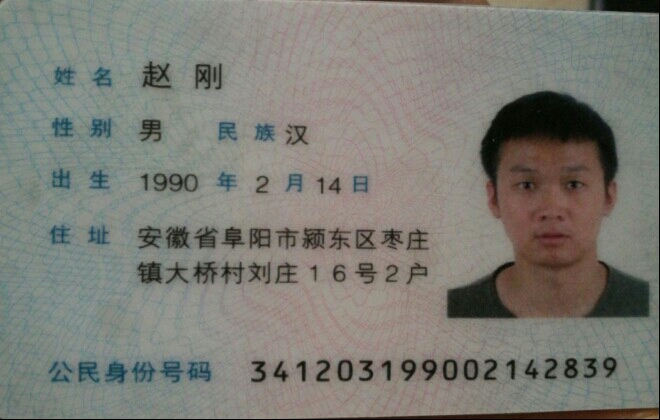 姓名 赵刚
性别 男 民族 汉
出生 1990 年 2 月 14 日
住址 安徽省阜阳市颍东区枣庄
镇大桥村刘庄16号2户
公民身份号码 341203199002142839